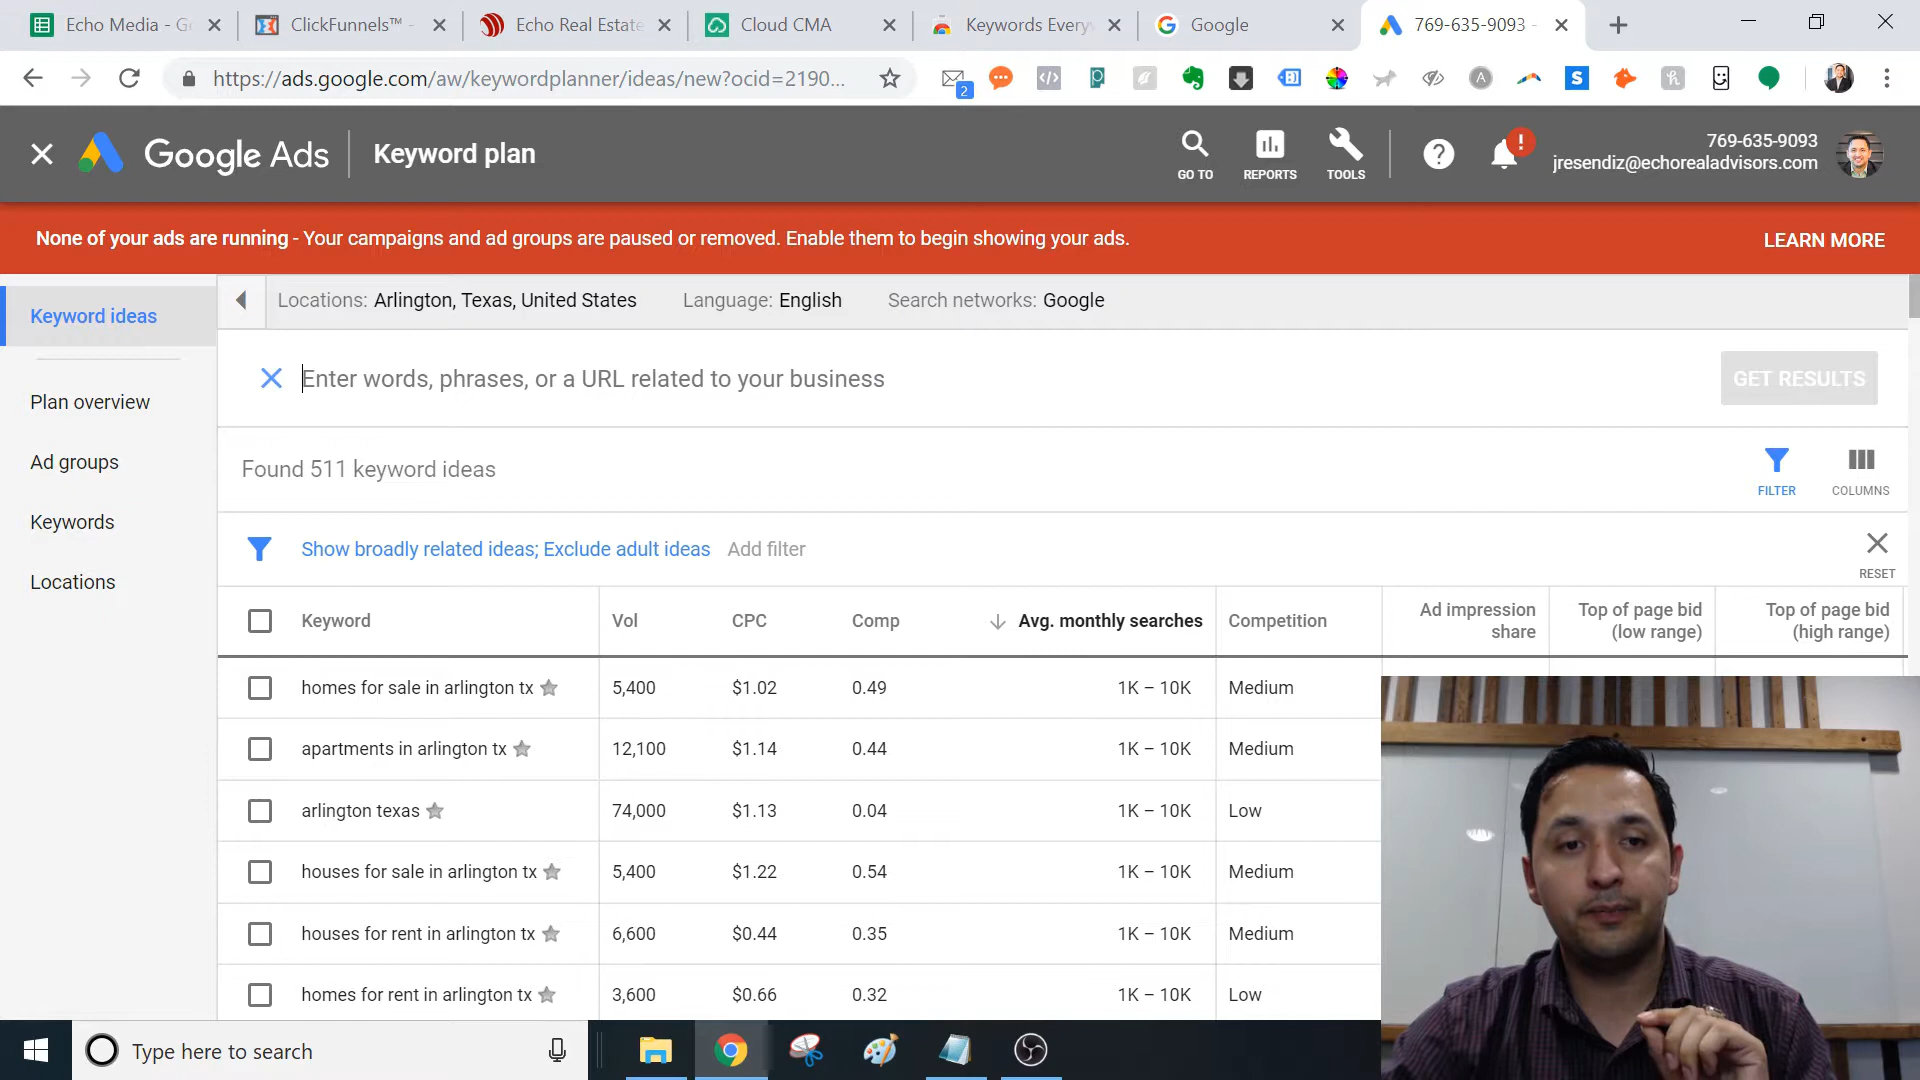 Echo Media - G
ClickFunnels™ -
Echo Real Estate
Cloud CMA
Keywords Every
Google
769-635-9093 -
https://ads.google.com/aw/keywordplanner/ideas/new?ocid=2190...
2
Google Ads
Keyword plan
GO TO
REPORTS
TOOLS
769-635-9093
jresendiz@echorealadvisors.com
None of your ads are running - Your campaigns and ad groups are paused or removed. Enable them to begin showing your ads.
LEARN MORE
Keyword ideas
Plan overview
Ad groups
Keywords
Locations
Locations: Arlington, Texas, United States
Language: English
Search networks: Google
Enter words, phrases, or a URL related to your business
GET RESULTS
Found 511 keyword ideas
FILTER
COLUMNS
Show broadly related ideas; Exclude adult ideas
Add filter
RESET
Keyword Vol CPC Comp Avg. monthly searches Competition Ad impression share Top of page bid (low range) Top of page bid (high range)
homes for sale in arlington tx 5,400 $1.02 0.49 1K – 10K Medium
apartments in arlington tx 12,100 $1.14 0.44 1K – 10K Medium
arlington texas 74,000 $1.13 0.04 1K – 10K Low
houses for sale in arlington tx 5,400 $1.22 0.54 1K – 10K Medium
houses for rent in arlington tx 6,600 $0.44 0.35 1K – 10K Medium
homes for rent in arlington tx 3,600 $0.66 0.32 1K – 10K Low
Type here to search